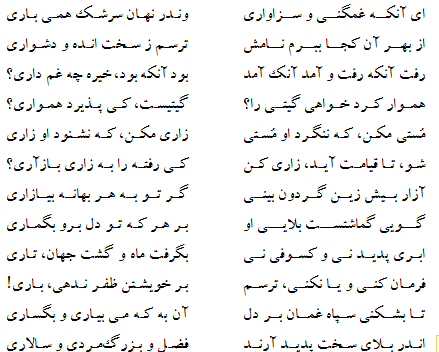 ای آنکه غمگنی و سزاواری وندر نهان سرشک همی باری
از بهر آن کجا ببرم نامش ترسم ز سخت انده و دشواری
رفت آنکه رفت و آمد آنک آمد بود آنکه بود، خیره چه غم داری؟
هموار کرد خواهی گیتی را؟ گیتیست، کی پذیرد همواری؟
مُستی مکن، که ننگرد او مُستی زاری مکن، که نشنود او زاری
شو، تا قیامت آید، زاری کن کی رفته را به زاری بازآری؟
آزار بیش زین گردون بینی گر تو به هر بهانه بیازاری
گویی گماشتست بلایی او بر هر که تو دل برو بگماری
ابری پدید نی و کسوفی نی بگرفت ماه و گشت جهان، تاری
فرمان کنی و یا نکنی، ترسم بر خویشتن ظفر ندهی، باری!
تا بشکنی سپاه غمان بر دل آن به که می بیاری و بگساری
اندر بلای سخت پدید آرند فضل و بزرگ‌مردی و سالاری